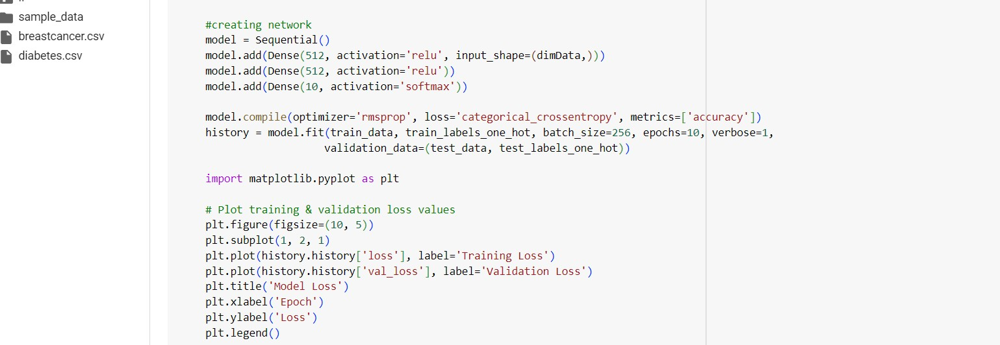 sample_data
breastcancer.csv
diabetes.csv
#creating network
model = Sequential()
model.add(Dense(512, activation='relu', input_shape=(dimData,)))
model.add(Dense(512, activation='relu'))
model.add(Dense(10, activation='softmax'))
model.compile(optimizer='rmsprop', loss='categorical_crossentropy', metrics=['accuracy'])
history = model.fit(train_data, train_labels_one_hot, batch_size=256, epochs=10, verbose=1,
validation_data=(test_data, test_labels_one_hot))
import matplotlib.pyplot as plt
# Plot training & validation loss values
plt.figure(figsize=(10, 5))
plt.subplot(1, 2, 1)
plt.plot(history.history['loss'], label='Training Loss')
plt.plot(history.history['val_loss'], label='Validation Loss')
plt.title('Model Loss')
plt.xlabel('Epoch')
plt.ylabel('Loss')
plt.legend()